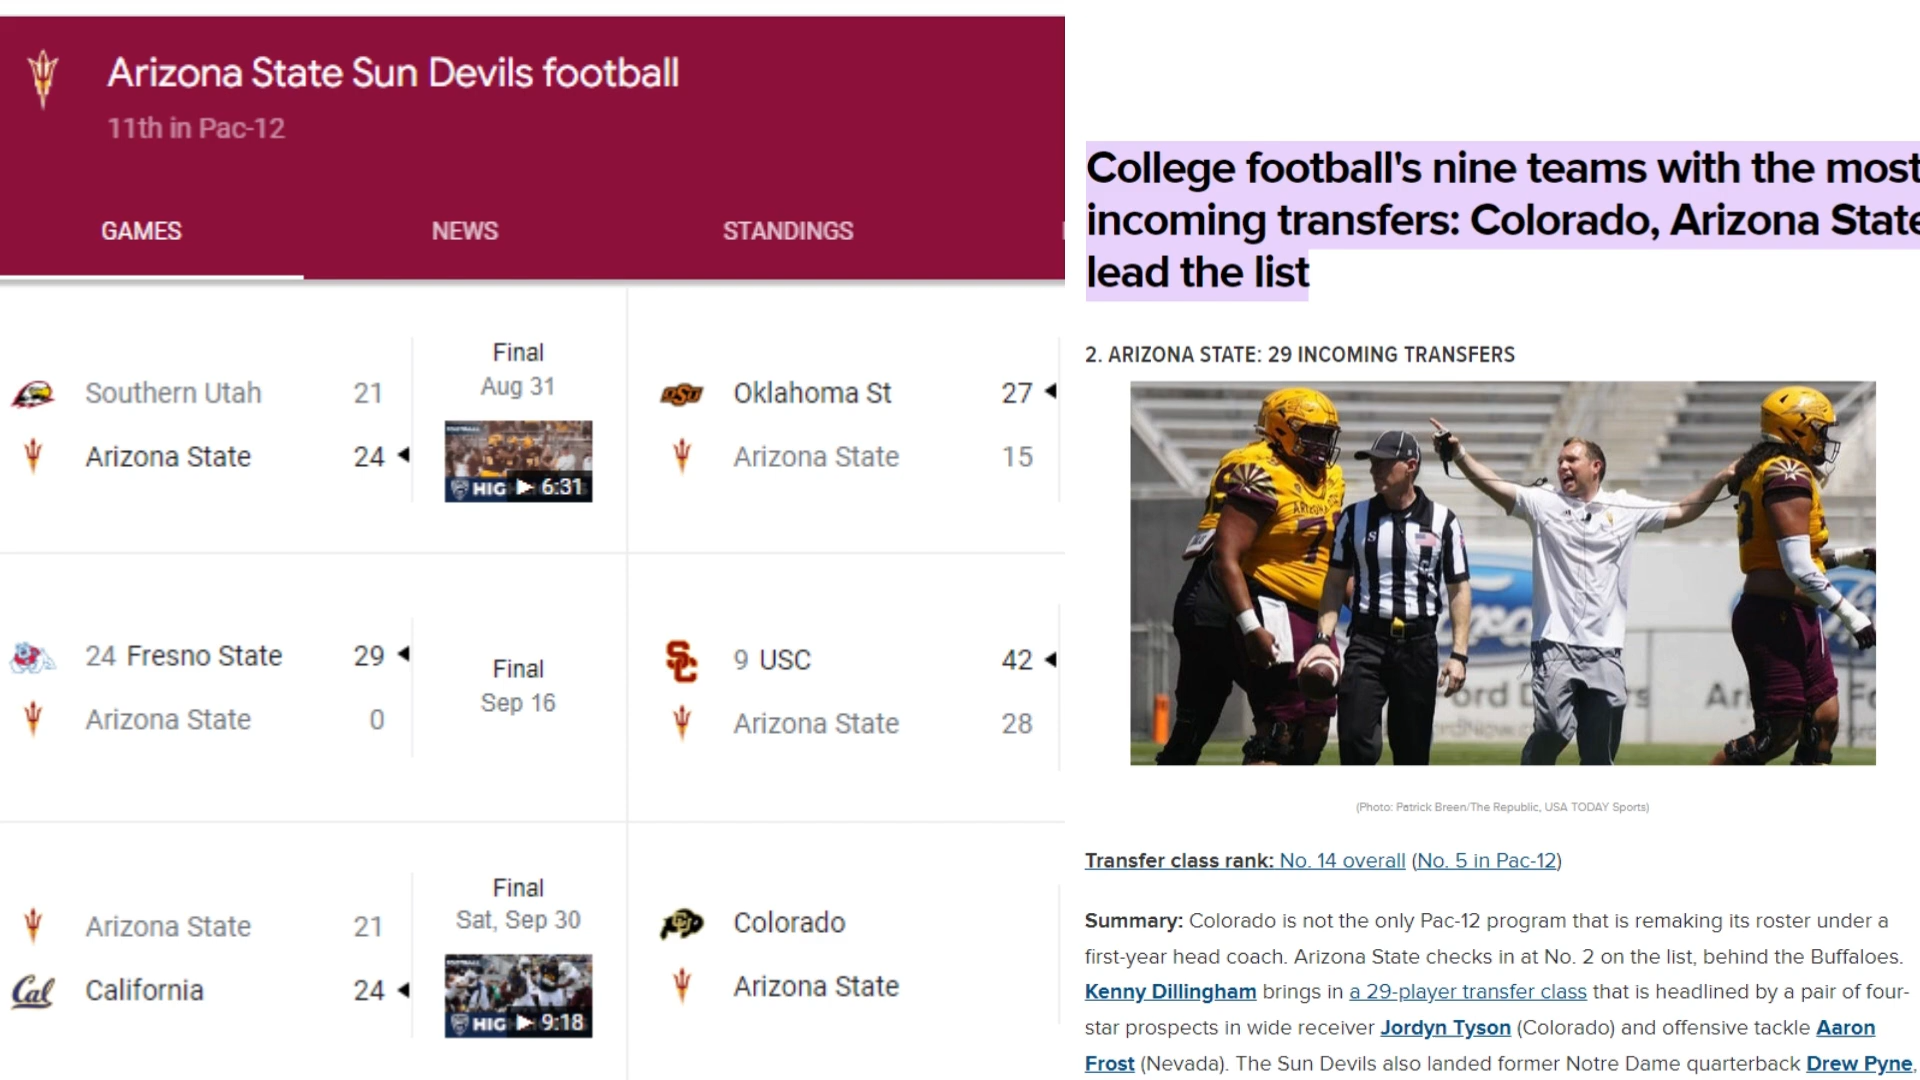 Arizona State Sun Devils football
11th in Pac-12
GAMES
NEWS
STANDINGS
Southern Utah 21
Arizona State 24
Final
Aug 31
HIG 6:31
Oklahoma St 27
Arizona State 15
24 Fresno State 29
Arizona State 0
Final
Sep 16
9 USC 42
Arizona State 28
Arizona State 21
Cal California 24
Final
Sat, Sep 30
HIG 9:18
Colorado
Arizona State
College football's nine teams with the most
incoming transfers: Colorado, Arizona State
lead the list
2. ARIZONA STATE: 29 INCOMING TRANSFERS
(Photo: Patrick Breen/The Republic, USA TODAY Sports)
Transfer class rank: No. 14 overall (No. 5 in Pac-12)
Summary: Colorado is not the only Pac-12 program that is remaking its roster under a
first-year head coach. Arizona State checks in at No. 2 on the list, behind the Buffaloes.
Kenny Dillingham brings in a 29-player transfer class that is headlined by a pair of four-
star prospects in wide receiver Jordyn Tyson (Colorado) and offensive tackle Aaron
Frost (Nevada). The Sun Devils also landed former Notre Dame quarterback Drew Pyne,